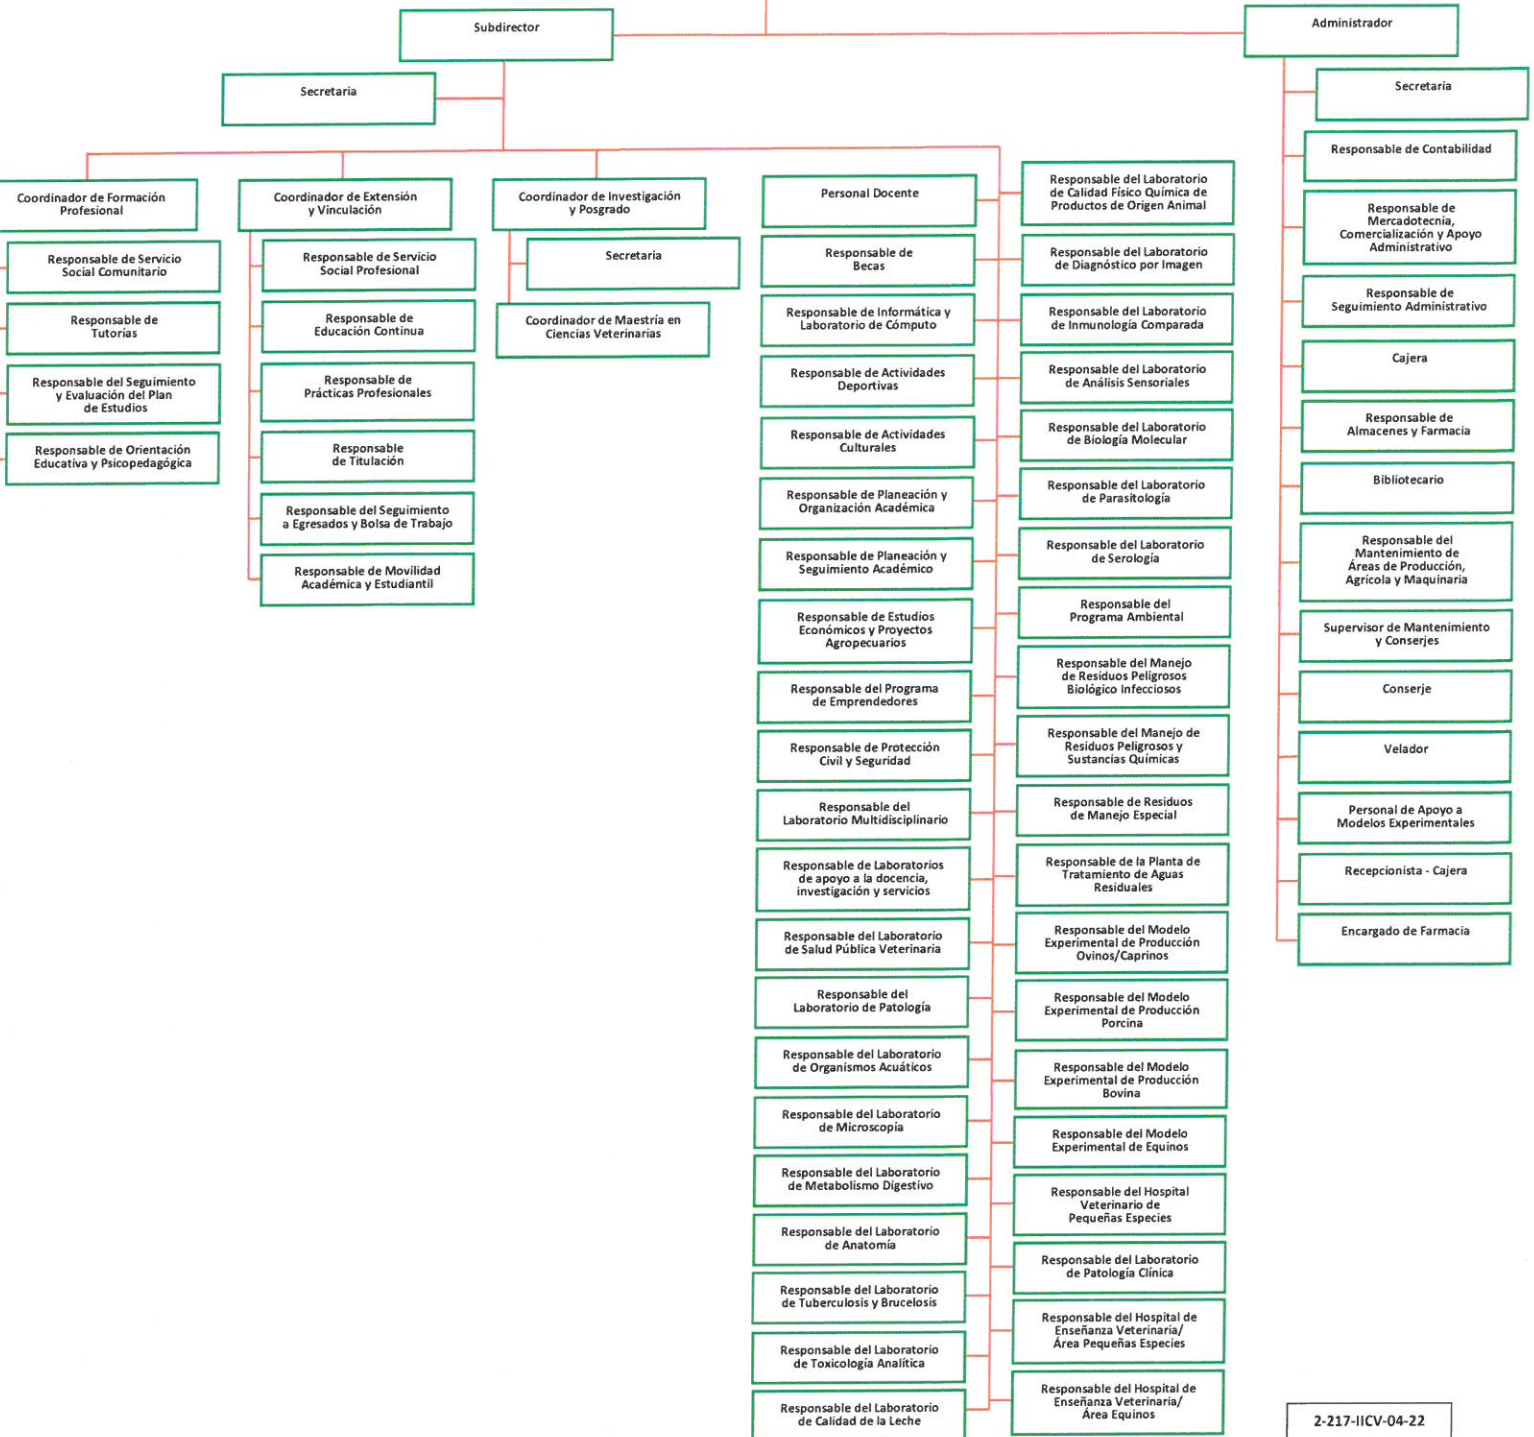 Subdirector
Administrador
Secretaria
Secretaria
Coordinador de Formación
Profesional
Responsable de Servicio
Social Comunitario
Responsable de
Tutorías
Responsable del Seguimiento
y Evaluación del Plan
de Estudios
Responsable de Orientación
Educativa y Psicopedagógica
Coordinador de Extensión
y Vinculación
Responsable de Servicio
Social Profesional
Responsable de
Educación Continua
Responsable de
Prácticas Profesionales
Responsable
de Titulación
Responsable del Seguimiento
a Egresados y Bolsa de Trabajo
Responsable de Movilidad
Académica y Estudiantil
Coordinador de Investigación
y Posgrado
Secretaria
Coordinador de Maestría en
Ciencias Veterinarias
Personal Docente
Responsable de
Becas
Responsable de Informática y
Laboratorio de Cómputo
Responsable de Actividades
Deportivas
Responsable de Actividades
Culturales
Responsable de Planeación y
Organización Académica
Responsable de Planeación y
Seguimiento Académico
Responsable de Estudios
Económicos y Proyectos
Agropecuarios
Responsable del Programa
de Emprendedores
Responsable de Protección
Civil y Seguridad
Responsable del
Laboratorio Multidisciplinario
Responsable de Laboratorios
de apoyo a la docencia,
investigación y servicios
Responsable del Laboratorio
de Salud Pública Veterinaria
Responsable del
Laboratorio de Patología
Responsable del Laboratorio
de Organismos Acuáticos
Responsable del Laboratorio
de Microscopía
Responsable del Laboratorio
de Metabolismo Digestivo
Responsable del Laboratorio
de Anatomía
Responsable del Laboratorio
de Tuberculosis y Brucelosis
Responsable del Laboratorio
de Toxicología Analítica
Responsable del Laboratorio
de Calidad de la Leche
Responsable del Laboratorio
de Calidad Físico Química de
Productos de Origen Animal
Responsable del Laboratorio
de Diagnóstico por Imagen
Responsable del Laboratorio
de Inmunología Comparada
Responsable del Laboratorio
de Análisis Sensoriales
Responsable del Laboratorio
de Biología Molecular
Responsable del Laboratorio
de Parasitología
Responsable del Laboratorio
de Serología
Responsable del
Programa Ambiental
Responsable del Manejo
de Residuos Peligrosos
Biológico Infecciosos
Responsable del Manejo de
Residuos Peligrosos y
Sustancias Químicas
Responsable de Residuos
de Manejo Especial
Responsable de la Planta de
Tratamiento de Aguas
Residuales
Responsable del Modelo
Experimental de Producción
Ovinos/Caprinos
Responsable del Modelo
Experimental de Producción
Porcina
Responsable del Modelo
Experimental de Producción
Bovina
Responsable del Modelo
Experimental de Equinos
Responsable del Hospital
Veterinario de
Pequeñas Especies
Responsable del Laboratorio
de Patología Clínica
Responsable del Hospital de
Enseñanza Veterinaria/
Área Pequeñas Especies
Responsable del Hospital de
Enseñanza Veterinaria/
Área Equinos
Responsable de Contabilidad
Responsable de
Mercadotecnia,
Comercialización y Apoyo
Administrativo
Responsable de
Seguimiento Administrativo
Cajera
Responsable de
Almacenes y Farmacia
Bibliotecario
Responsable del
Mantenimiento de
Áreas de Producción,
Agrícola y Maquinaria
Supervisor de Mantenimiento
y Conserjes
Conserje
Velador
Personal de Apoyo a
Modelos Experimentales
Recepcionista - Cajera
Encargado de Farmacia
2-217-IICV-04-22